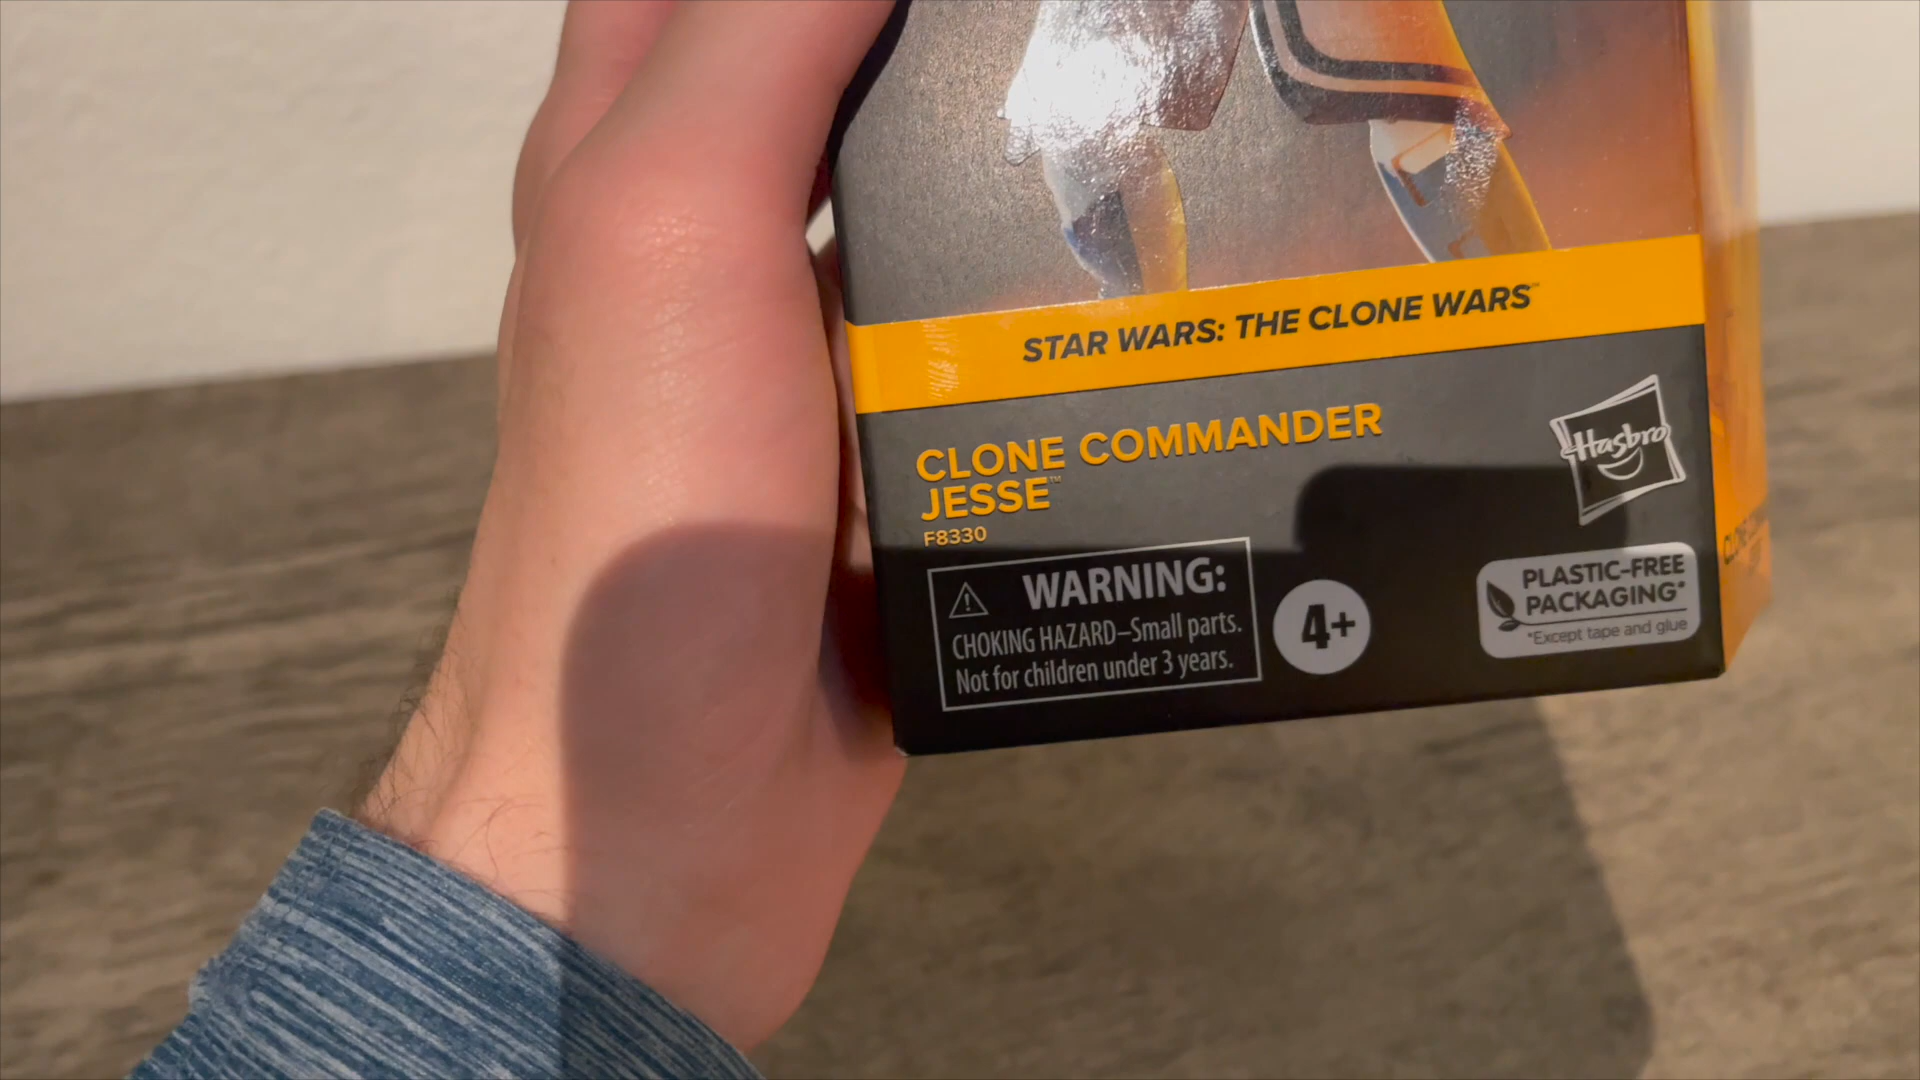 STAR WARS: THE CLONE WARS™
CLONE COMMANDER
JESSE™
F8330
Hasbro
WARNING:
CHOKING HAZARD–Small parts.
Not for children under 3 years.
4+
PLASTIC-FREE
PACKAGING*
*Except tape and glue